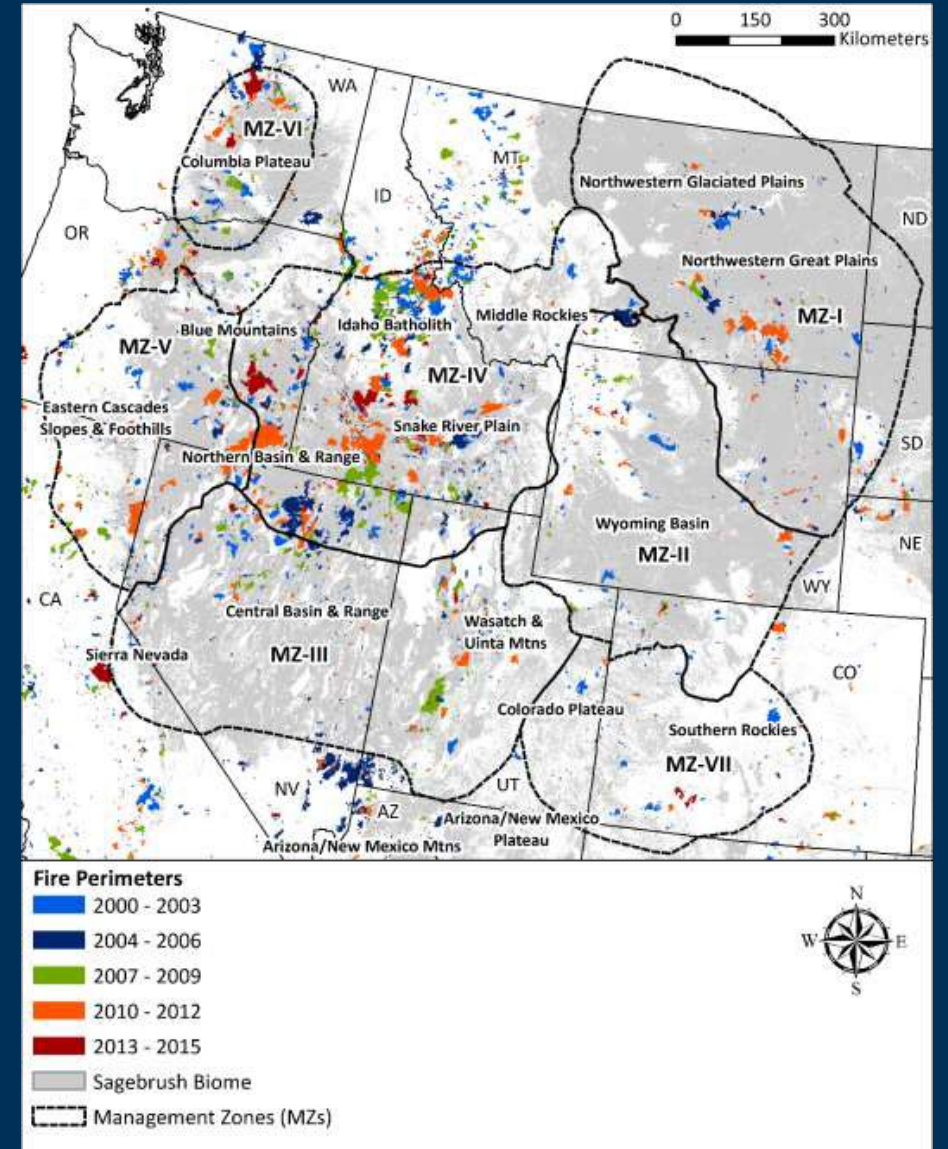 0 150 300
Kilometers
WA
MZ-VI
Columbia Plateau
MT
ID
Northwestern Glaciated Plains
ND
OR
Northwestern Great Plains
MZ-I
Blue Mountains
Idaho Batholith
Middle Rockies
MZ-V
MZ-IV
Eastern Cascades
Slopes & Foothills
Snake River Plain
SD
Northern Basin & Range
Wyoming Basin
NE
MZ-II
WY
CA
Central Basin & Range
Wasatch &
Uinta Mtns
Sierra Nevada
MZ-III
CO
Colorado Plateau
Southern Rockies
MZ-VII
NV
UT
AZ
Arizona/New Mexico
Plateau
Arizona/New Mexico Mtns
Fire Perimeters
2000 - 2003
2004 - 2006
2007 - 2009
2010 - 2012
2013 - 2015
Sagebrush Biome
Management Zones (MZs)
N
W E
S